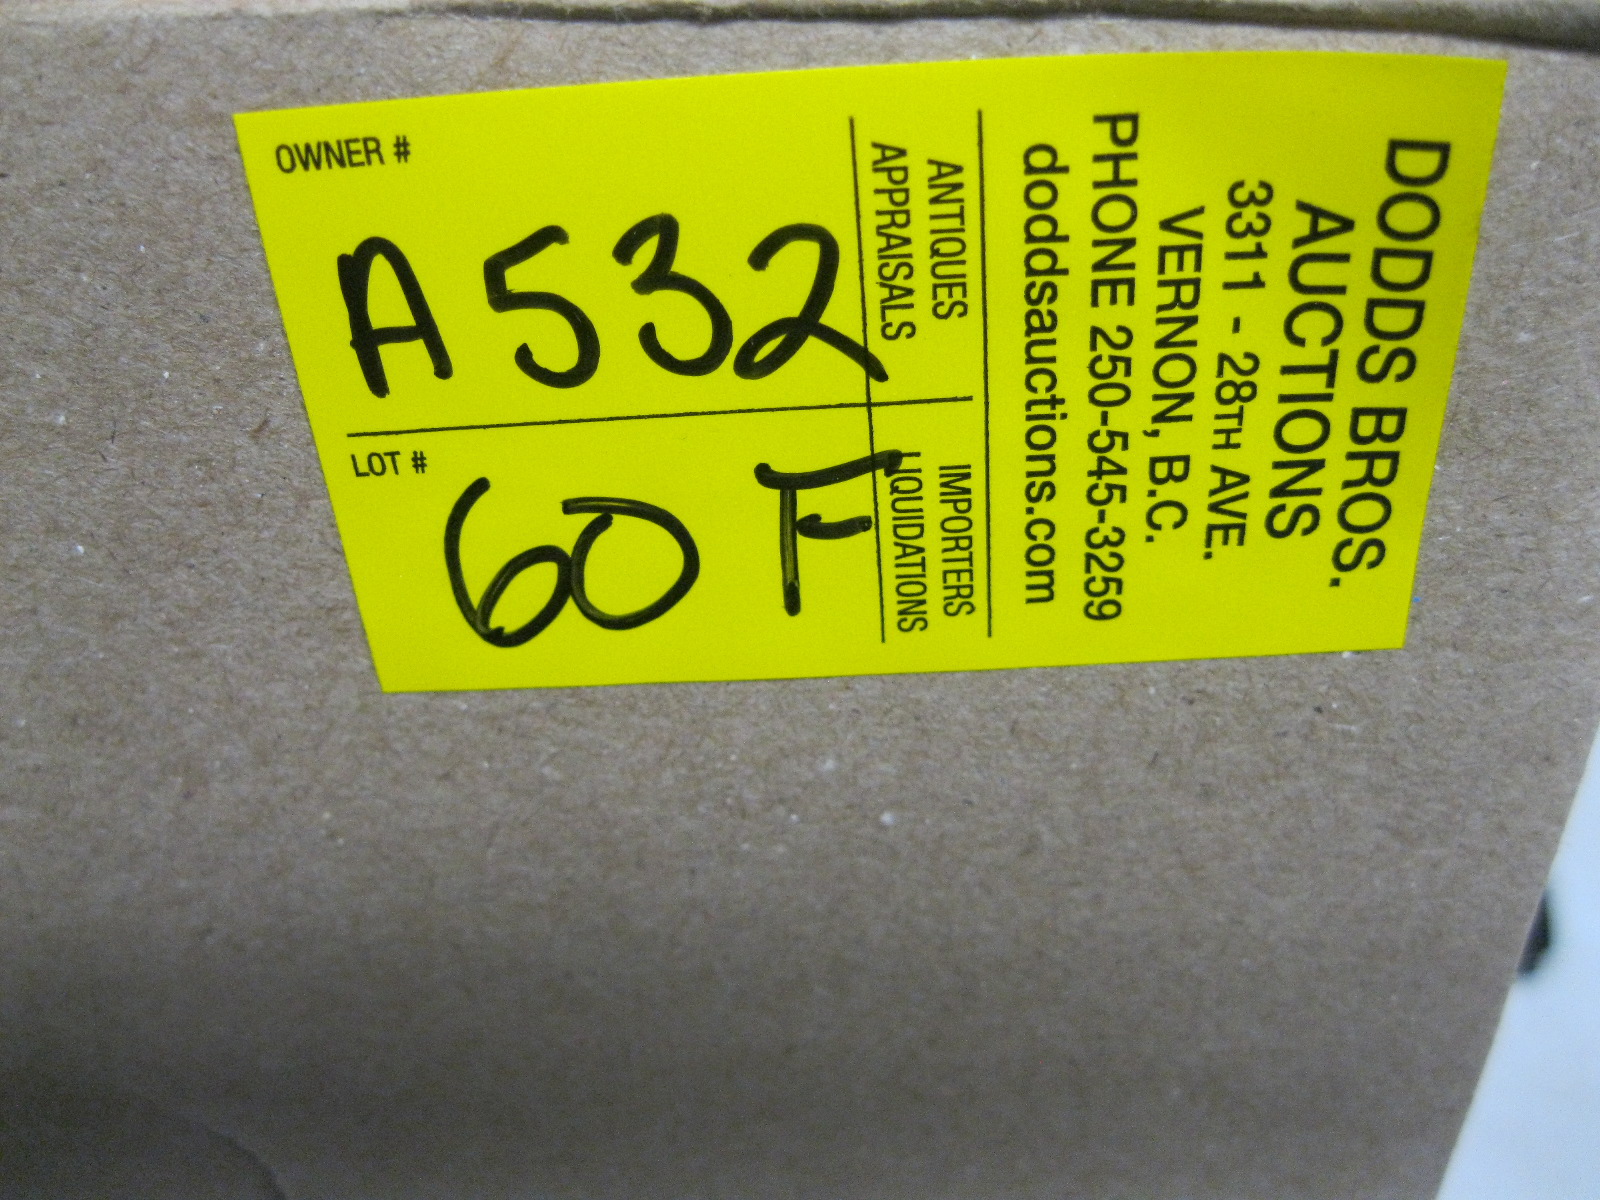 OWNER #
A 532
LOT #
60 F
ANTIQUES
APPRAISALS
IMPORTERS
LIQUIDATIONS
DODDS BROS.
AUCTIONS
3311 - 28TH AVE.
VERNON, B.C.
PHONE 250-545-3259
doddsauctions.com